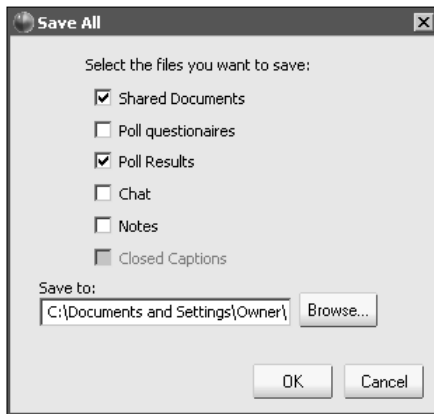 Save All
Select the files you want to save:
Shared Documents
Poll questionaires
Poll Results
Chat
Notes
Closed Captions
Save to:
C:\Documents and Settings\Owner\ Browse...
OK Cancel